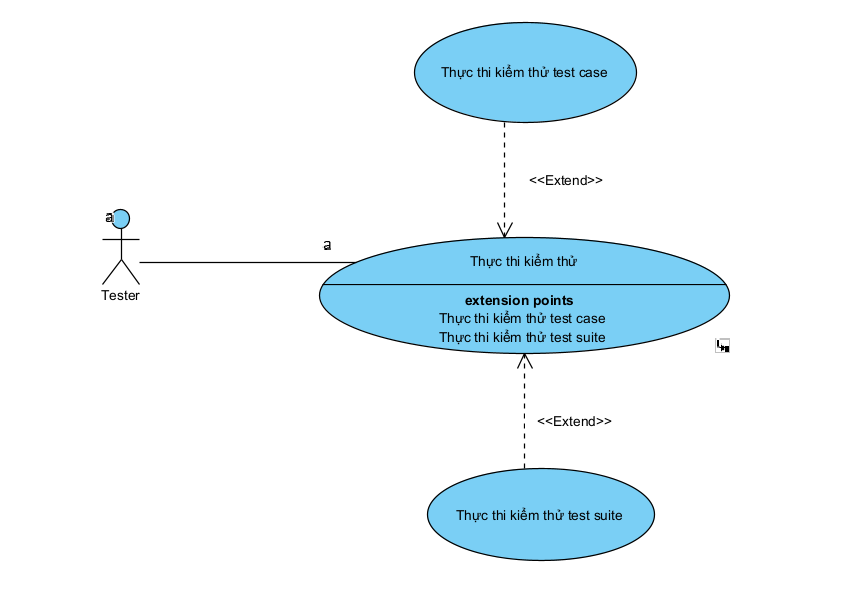 Thực thi kiểm thử test case
<<Extend>>
a
a
Thực thi kiểm thử
Tester
extension points
Thực thi kiểm thử test case
Thực thi kiểm thử test suite
<<Extend>>
Thực thi kiểm thử test suite